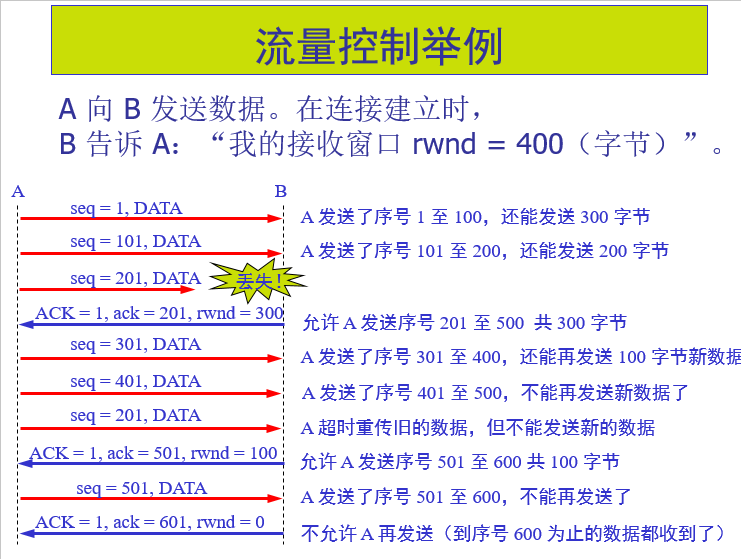 流量控制举例
A 向 B 发送数据。在连接建立时，
B 告诉 A：“我的接收窗口 rwnd = 400（字节）”。
A B
seq = 1, DATA A 发送了序号 1 至 100，还能发送 300 字节
seq = 101, DATA A 发送了序号 101 至 200，还能发送 200 字节
seq = 201, DATA 丢失！
ACK = 1, ack = 201, rwnd = 300 允许 A 发送序号 201 至 500 共 300 字节
seq = 301, DATA A 发送了序号 301 至 400，还能再发送 100 字节新数据
seq = 401, DATA A 发送了序号 401 至 500，不能再发送新数据了
seq = 201, DATA A 超时重传旧的数据，但不能发送新的数据
ACK = 1, ack = 501, rwnd = 100 允许 A 发送序号 501 至 600 共 100 字节
seq = 501, DATA A 发送了序号 501 至 600，不能再发送了
ACK = 1, ack = 601, rwnd = 0 不允许 A 再发送（到序号 600 为止的数据都收到了）